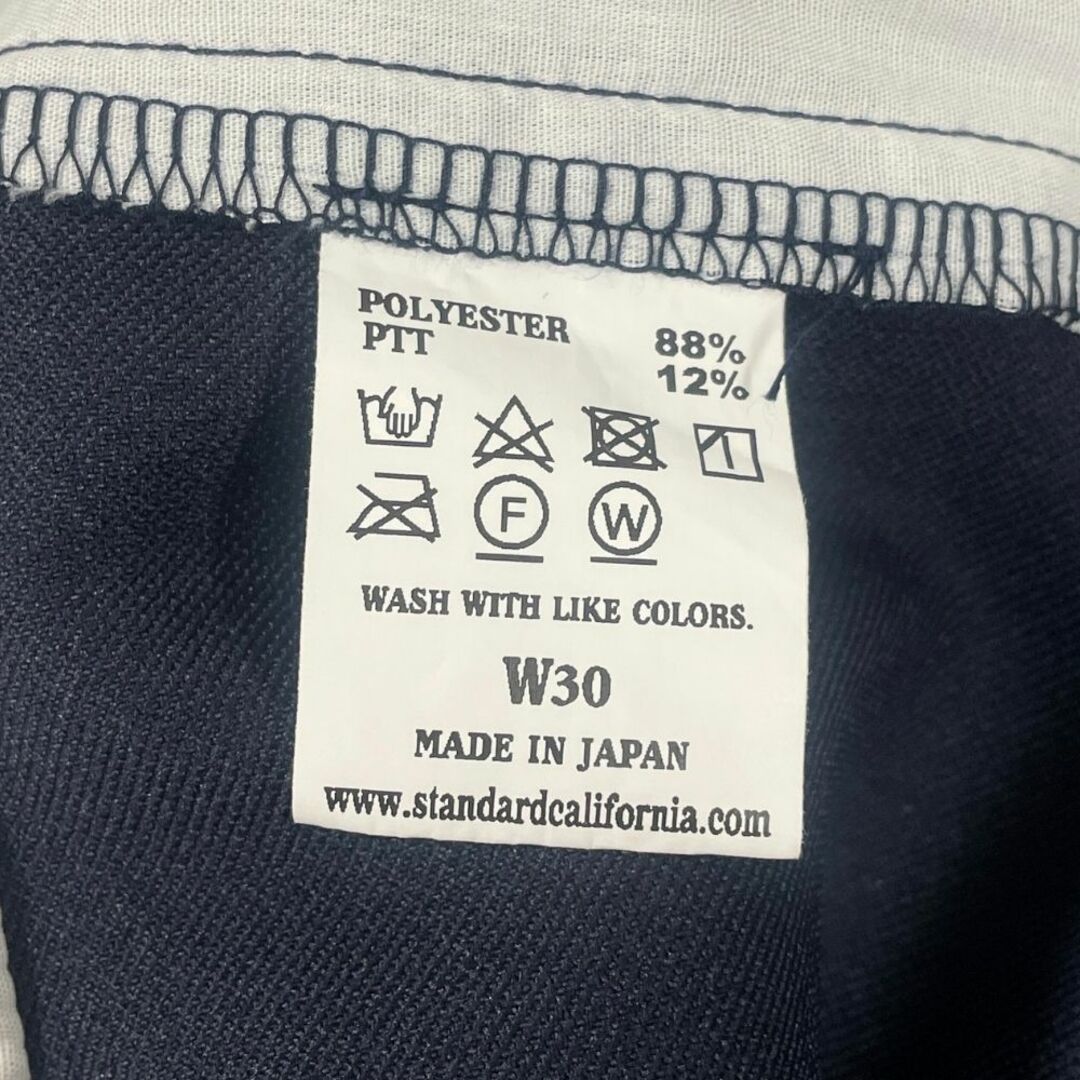 POLYESTER 88%
PTT 12%
F W
WASH WITH LIKE COLORS.
W30
MADE IN JAPAN
www.standardcalifornia.com